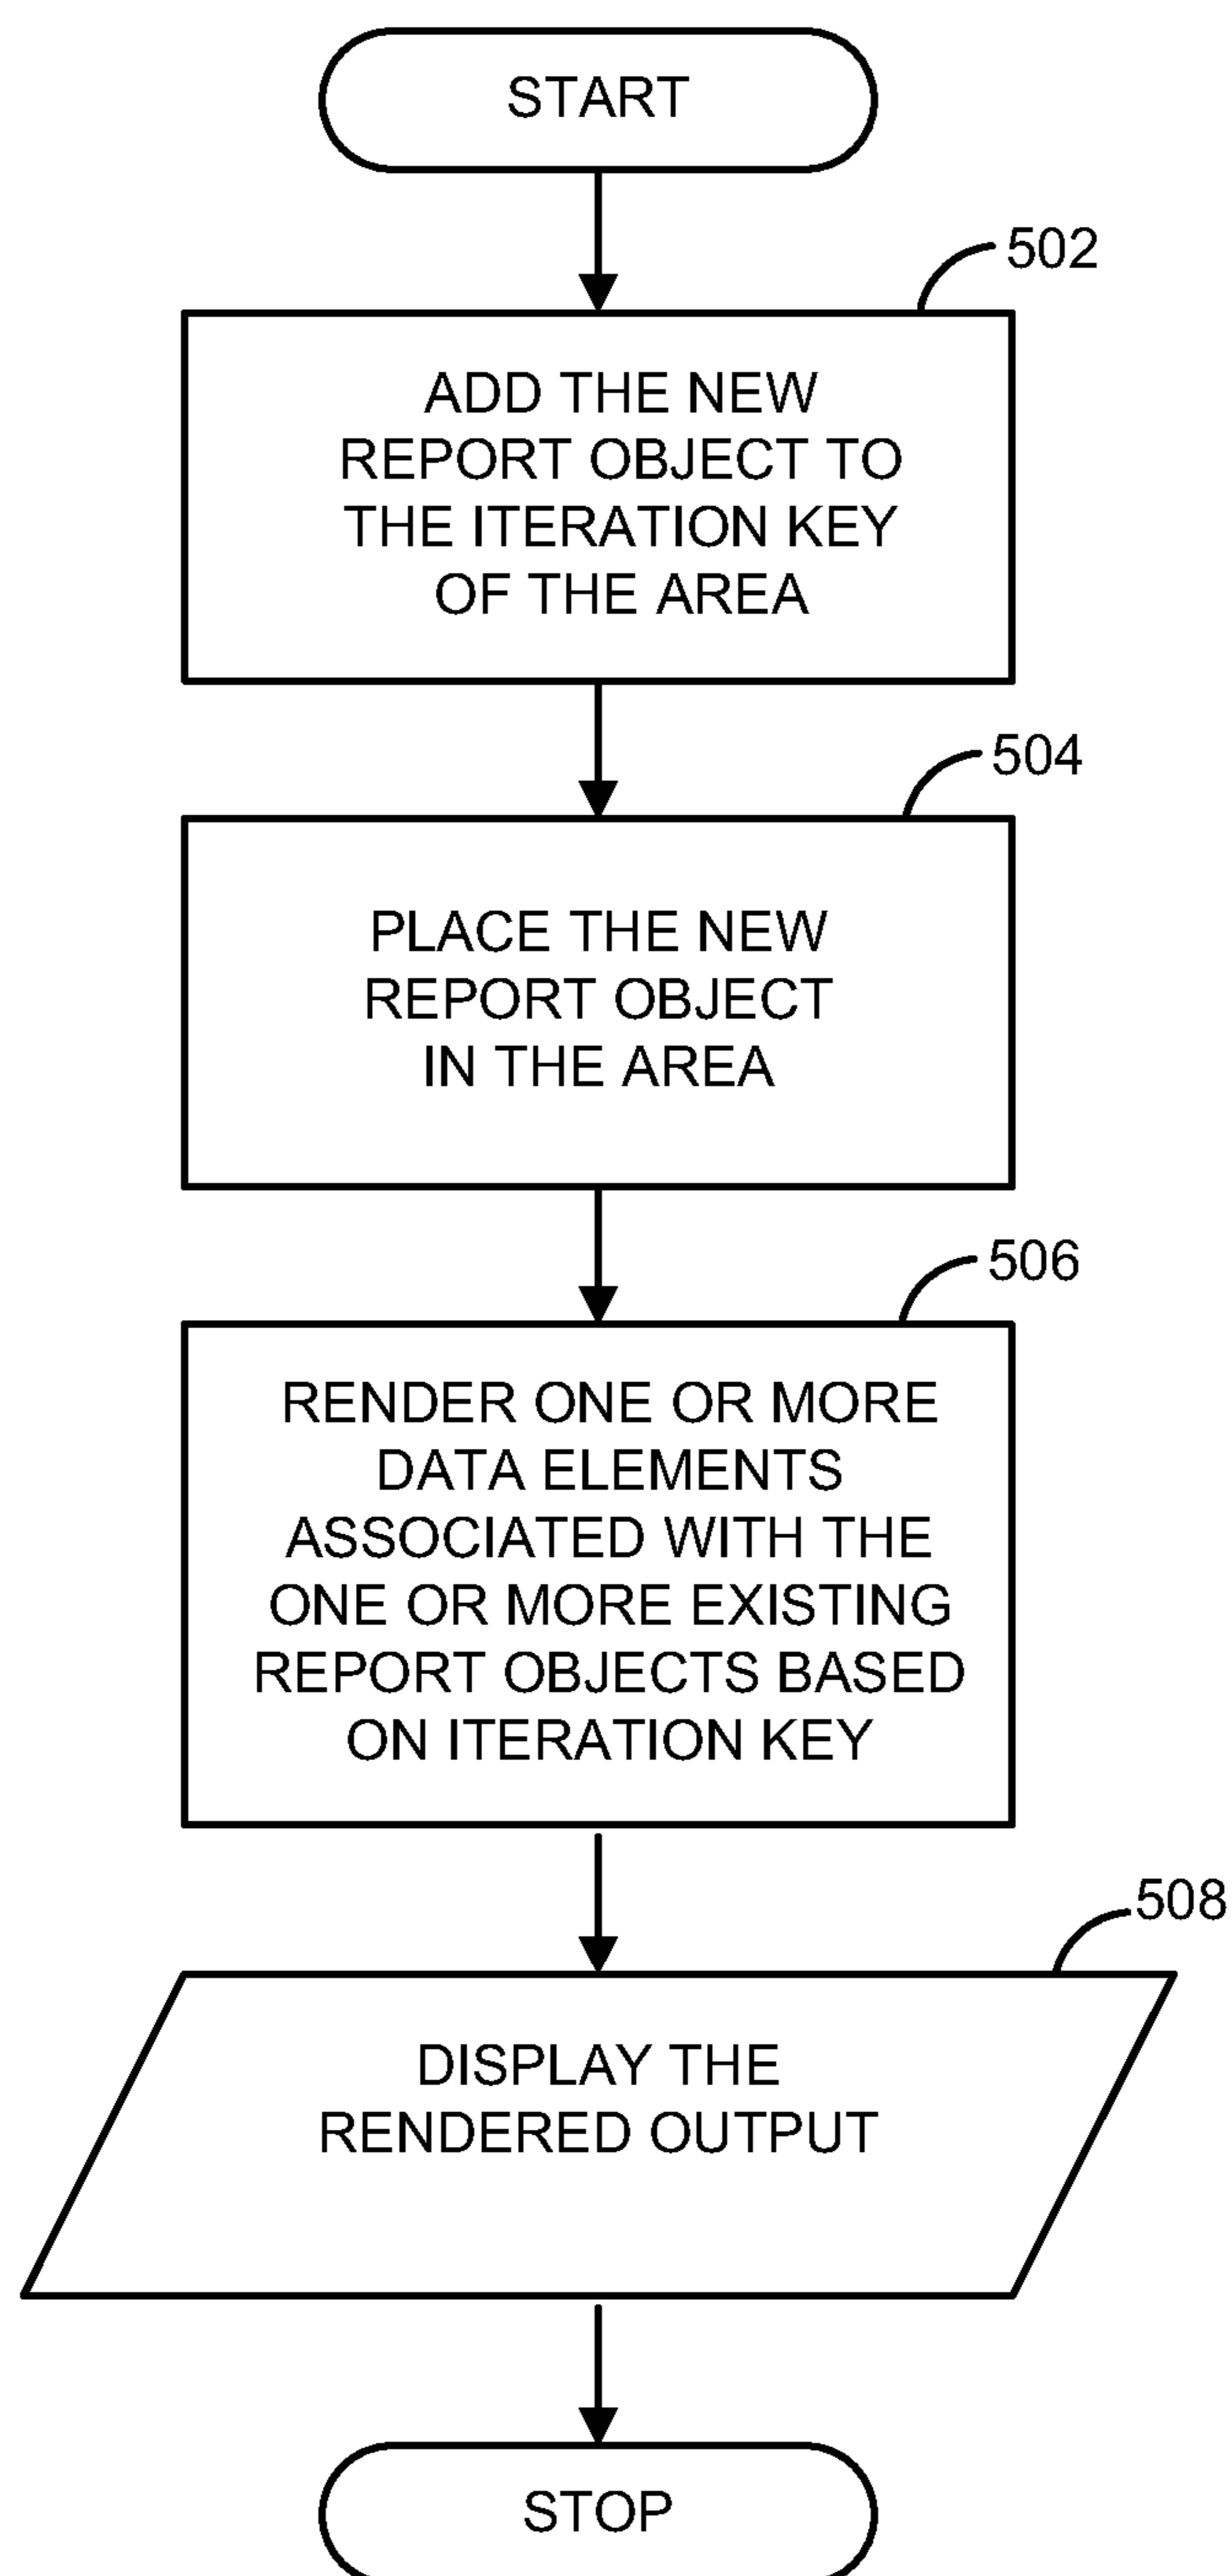 START
502
ADD THE NEW
REPORT OBJECT TO
THE ITERATION KEY
OF THE AREA
504
PLACE THE NEW
REPORT OBJECT
IN THE AREA
506
RENDER ONE OR MORE
DATA ELEMENTS
ASSOCIATED WITH THE
ONE OR MORE EXISTING
REPORT OBJECTS BASED
ON ITERATION KEY
508
DISPLAY THE
RENDERED OUTPUT
STOP